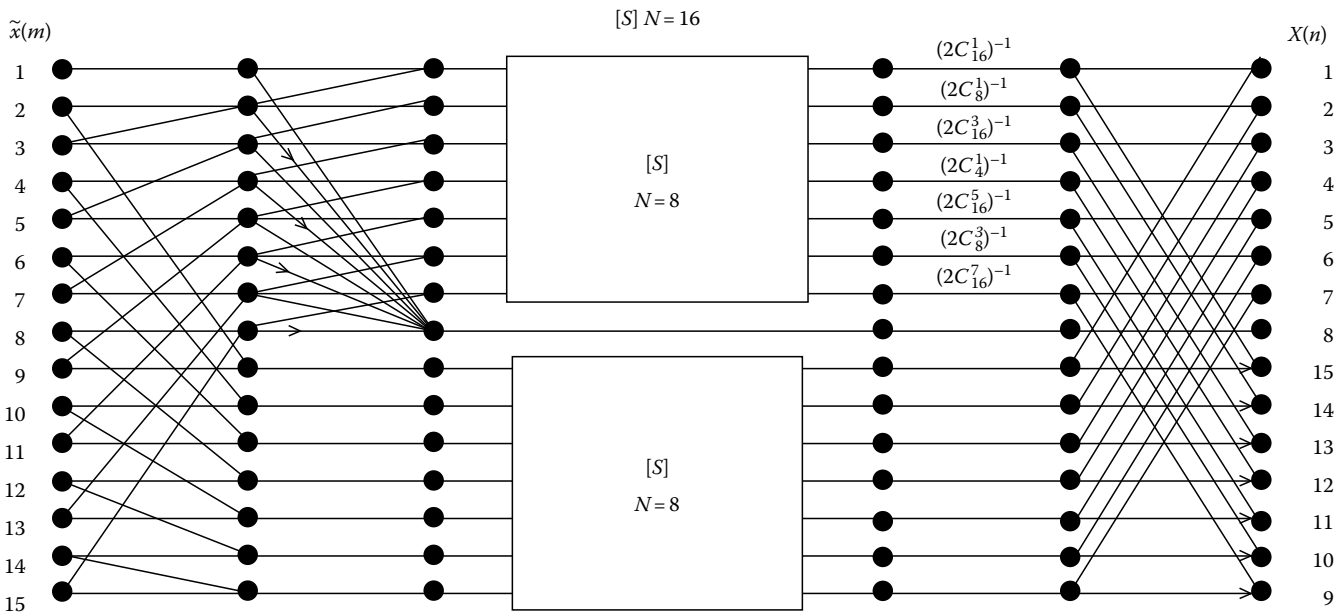 [S] N = 16
x̃(m)
X(n)
1 (2C¹₁₆)⁻¹ 1
2 (2C¹₈)⁻¹ 2
3 (2C³₁₆)⁻¹ 3
4 (2C¹₄)⁻¹ 4
5 (2C⁵₁₆)⁻¹ 5
6 (2C³₈)⁻¹ 6
7 (2C⁷₁₆)⁻¹ 7
[S]
N = 8
8 8
9 15
10 14
11 13
12 12
13 11
14 10
15 9
[S]
N = 8